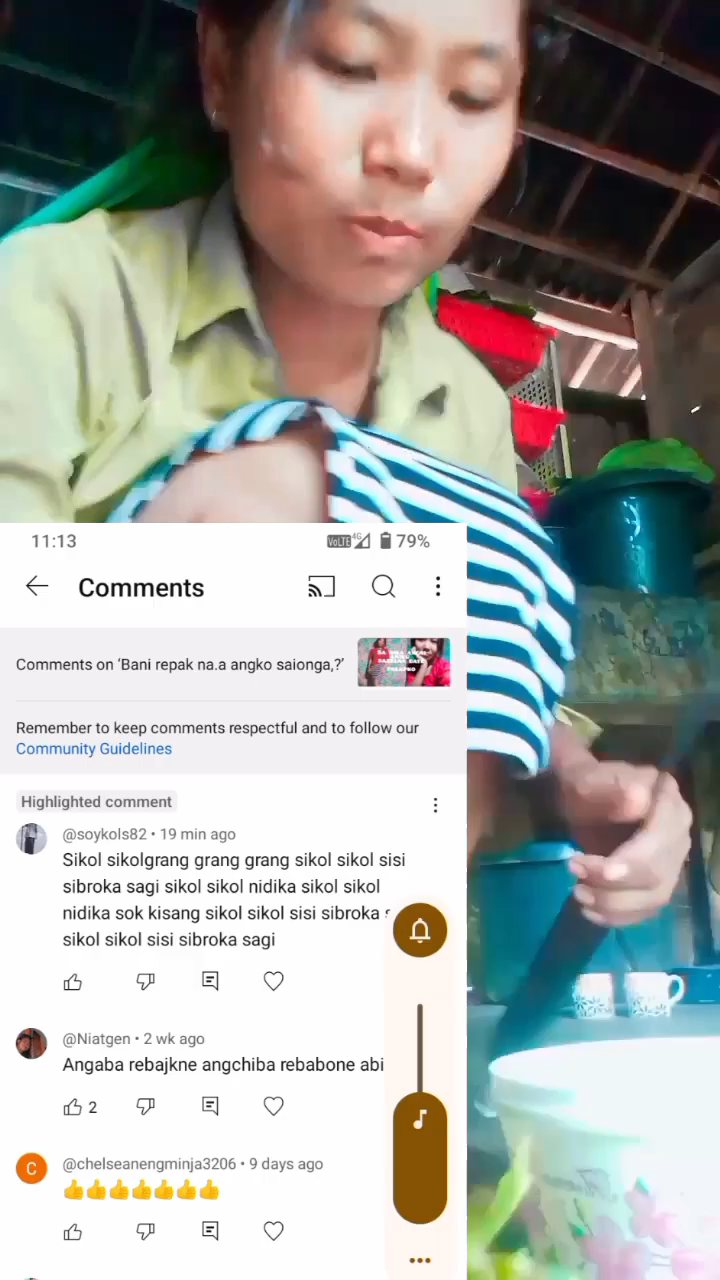 11:13
VoLTE 4G 79%
Comments
Comments on ‘Bani repak na.a angko saionga,?’
Remember to keep comments respectful and to follow our
Community Guidelines
Highlighted comment
@soykols82 • 19 min ago
Sikol sikolgrang grang grang sikol sikol sisi
sibroka sagi sikol sikol nidika sikol sikol
nidika sok kisang sikol sikol sisi sibroka
sikol sikol sisi sibroka sagi
@Niatgen • 2 wk ago
Angaba rebajkne angchiba rebabone abi
2
C
@chelseanengminja3206 • 9 days ago
👍👍👍👍👍👍👍